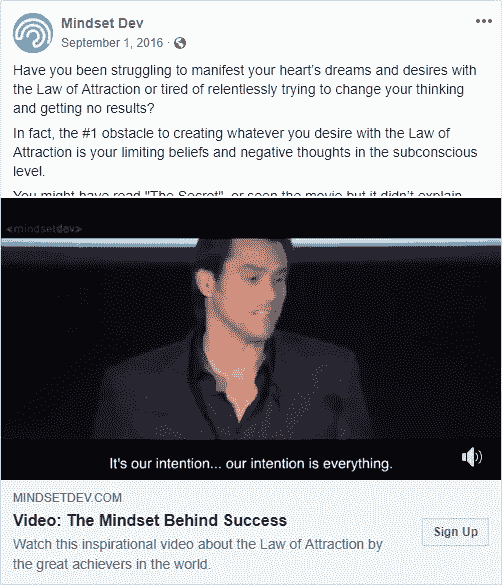 Mindset Dev
September 1, 2016 ·
Have you been struggling to manifest your heart's dreams and desires with
the Law of Attraction or tired of relentlessly trying to change your thinking
and getting no results?
In fact, the #1 obstacle to creating whatever you desire with the Law of
Attraction is your limiting beliefs and negative thoughts in the subconscious
level.
You might have read "The Secret", or seen the movie but it didn't explain
<mindsetdev>
It's our intention... our intention is everything.
MINDSETDEV.COM
Video: The Mindset Behind Success
Watch this inspirational video about the Law of Attraction by
the great achievers in the world.
Sign Up